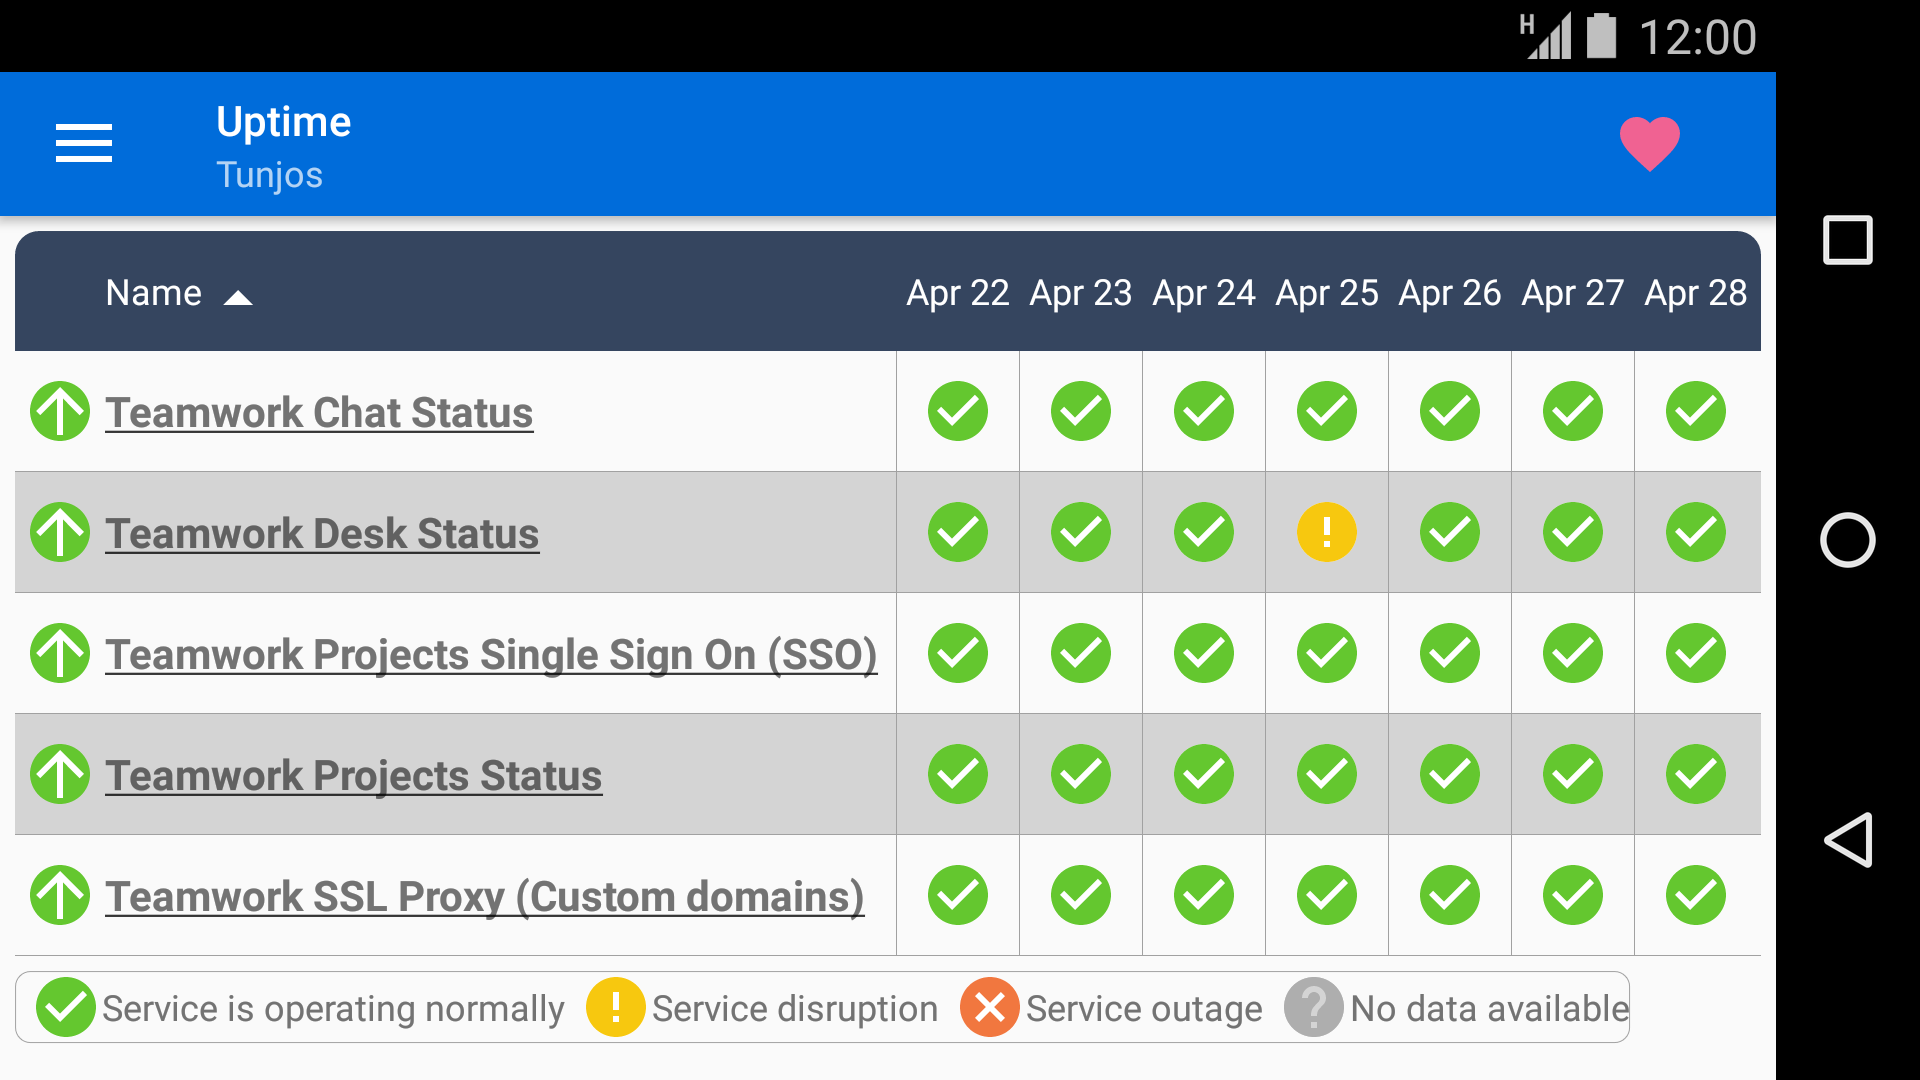 H 12:00
Uptime
Tunjos
Name Apr 22 Apr 23 Apr 24 Apr 25 Apr 26 Apr 27 Apr 28
Teamwork Chat Status
Teamwork Desk Status
Teamwork Projects Single Sign On (SSO)
Teamwork Projects Status
Teamwork SSL Proxy (Custom domains)
Service is operating normally Service disruption Service outage No data available